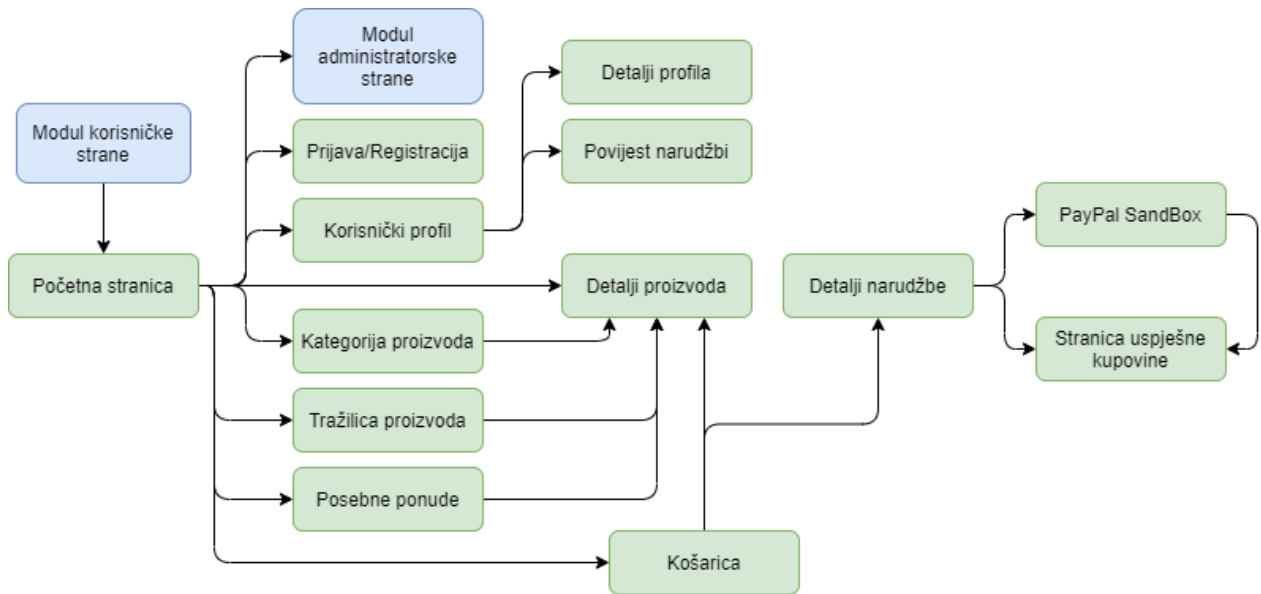 Modul
administratorske
strane
Detalji profila
Modul korisničke
strane
Prijava/Registracija
Povijest narudžbi
Korisnički profil
PayPal SandBox
Početna stranica
Detalji proizvoda
Detalji narudžbe
Kategorija proizvoda
Stranica uspješne
kupovine
Tražilica proizvoda
Posebne ponude
Košarica